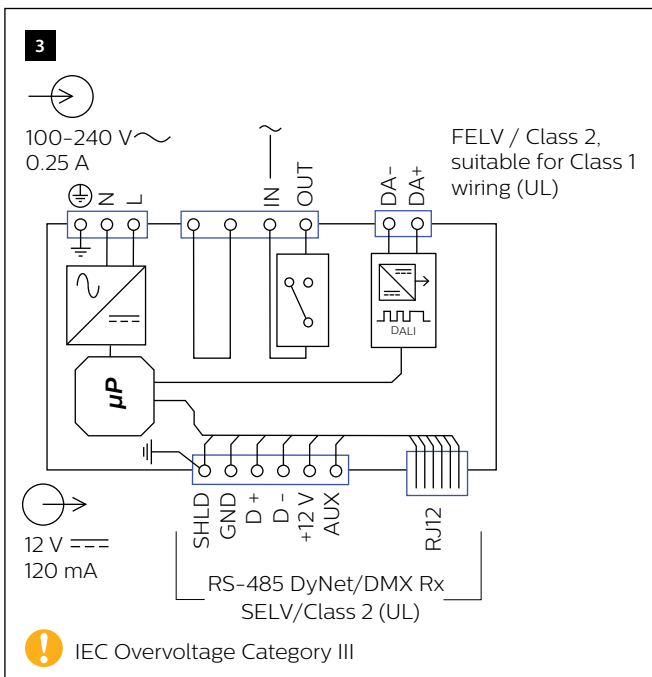 3
100-240 V
0.25 A
N
L
IN
OUT
DA-
DA+
FELV / Class 2,
suitable for Class 1
wiring (UL)
DALI
µP
SHLD
GND
D +
D -
+12 V
AUX
RJ12
12 V
120 mA
RS-485 DyNet/DMX Rx
SELV/Class 2 (UL)
! IEC Overvoltage Category III